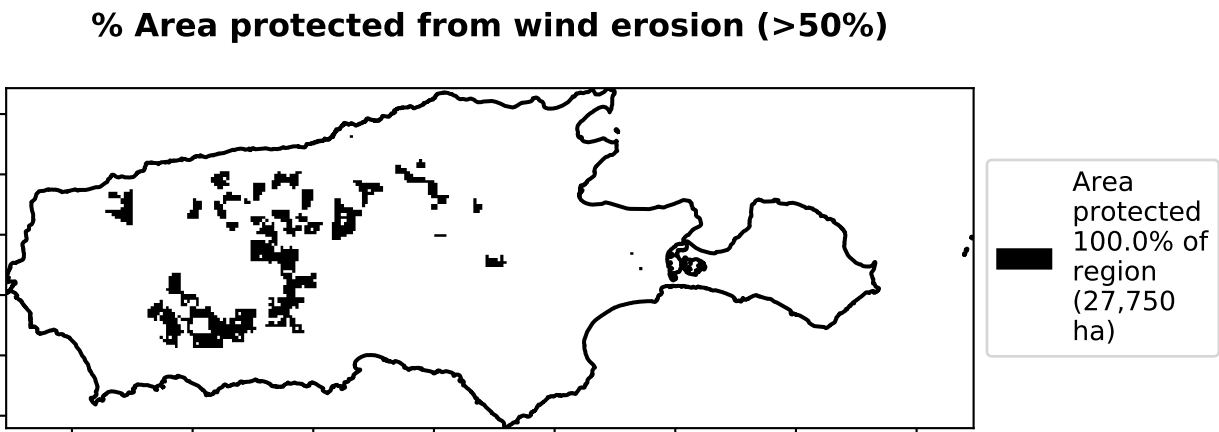 % Area protected from wind erosion (>50%)
Area
protected
100.0% of
region
(27,750
ha)